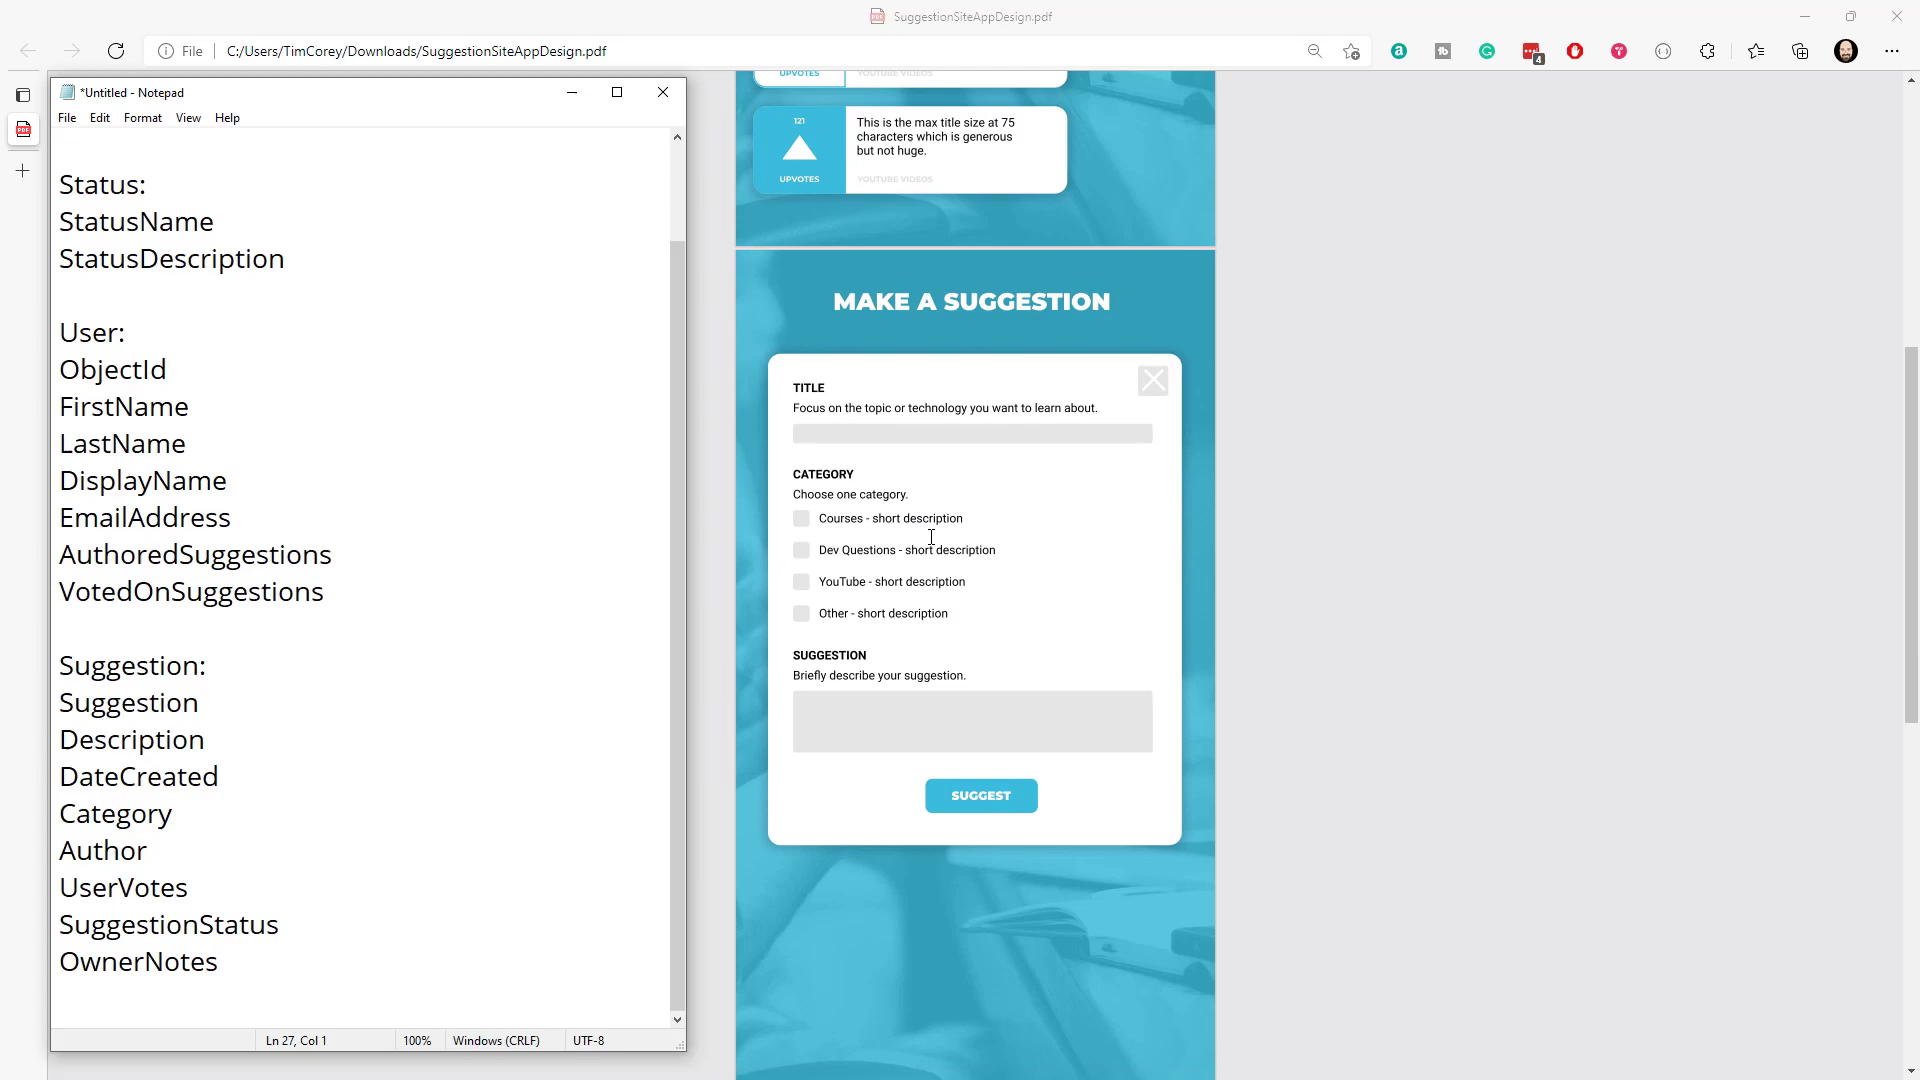 SuggestionSiteAppDesign.pdf
File
C:/Users/TimCorey/Downloads/SuggestionSiteAppDesign.pdf
4
*Untitled - Notepad
File Edit Format View Help
Status:
StatusName
StatusDescription
User:
ObjectId
FirstName
LastName
DisplayName
EmailAddress
AuthoredSuggestions
VotedOnSuggestions
Suggestion:
Suggestion
Description
DateCreated
Category
Author
UserVotes
SuggestionStatus
OwnerNotes
Ln 27, Col 1
100%
Windows (CRLF)
UTF-8
UPVOTES
YOUTUBE VIDEOS
121
UPVOTES
This is the max title size at 75
characters which is generous
but not huge.
YOUTUBE VIDEOS
MAKE A SUGGESTION
TITLE
Focus on the topic or technology you want to learn about.
CATEGORY
Choose one category.
Courses - short description
Dev Questions - short description
YouTube - short description
Other - short description
SUGGESTION
Briefly describe your suggestion.
SUGGEST